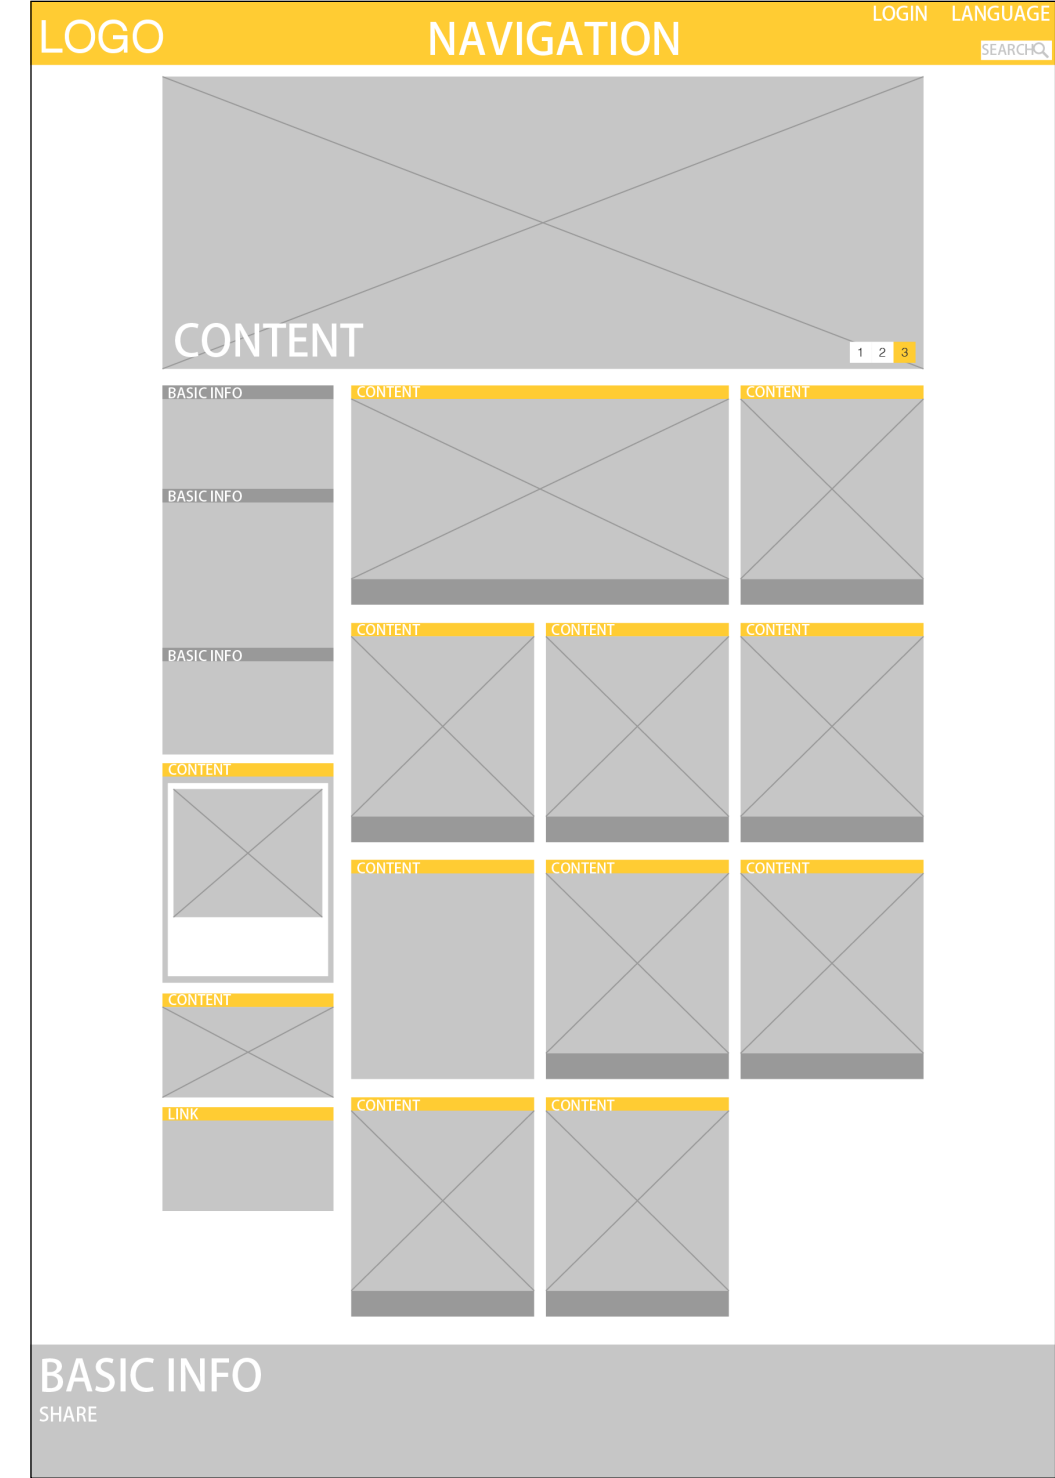 LOGO
NAVIGATION
LOGIN LANGUAGE
SEARCH
CONTENT
1 2 3
BASIC INFO
BASIC INFO
BASIC INFO
CONTENT
CONTENT
LINK
CONTENT
CONTENT
CONTENT
CONTENT
CONTENT
CONTENT
CONTENT
CONTENT
CONTENT
CONTENT
BASIC INFO
SHARE